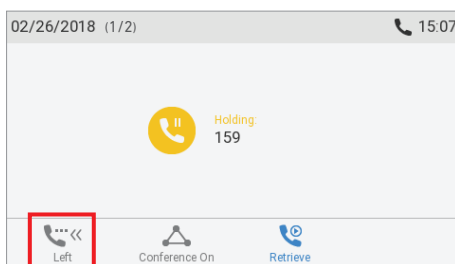 02/26/2018 (1/2) 15:07
Holding:
159
Left Conference On Retrieve